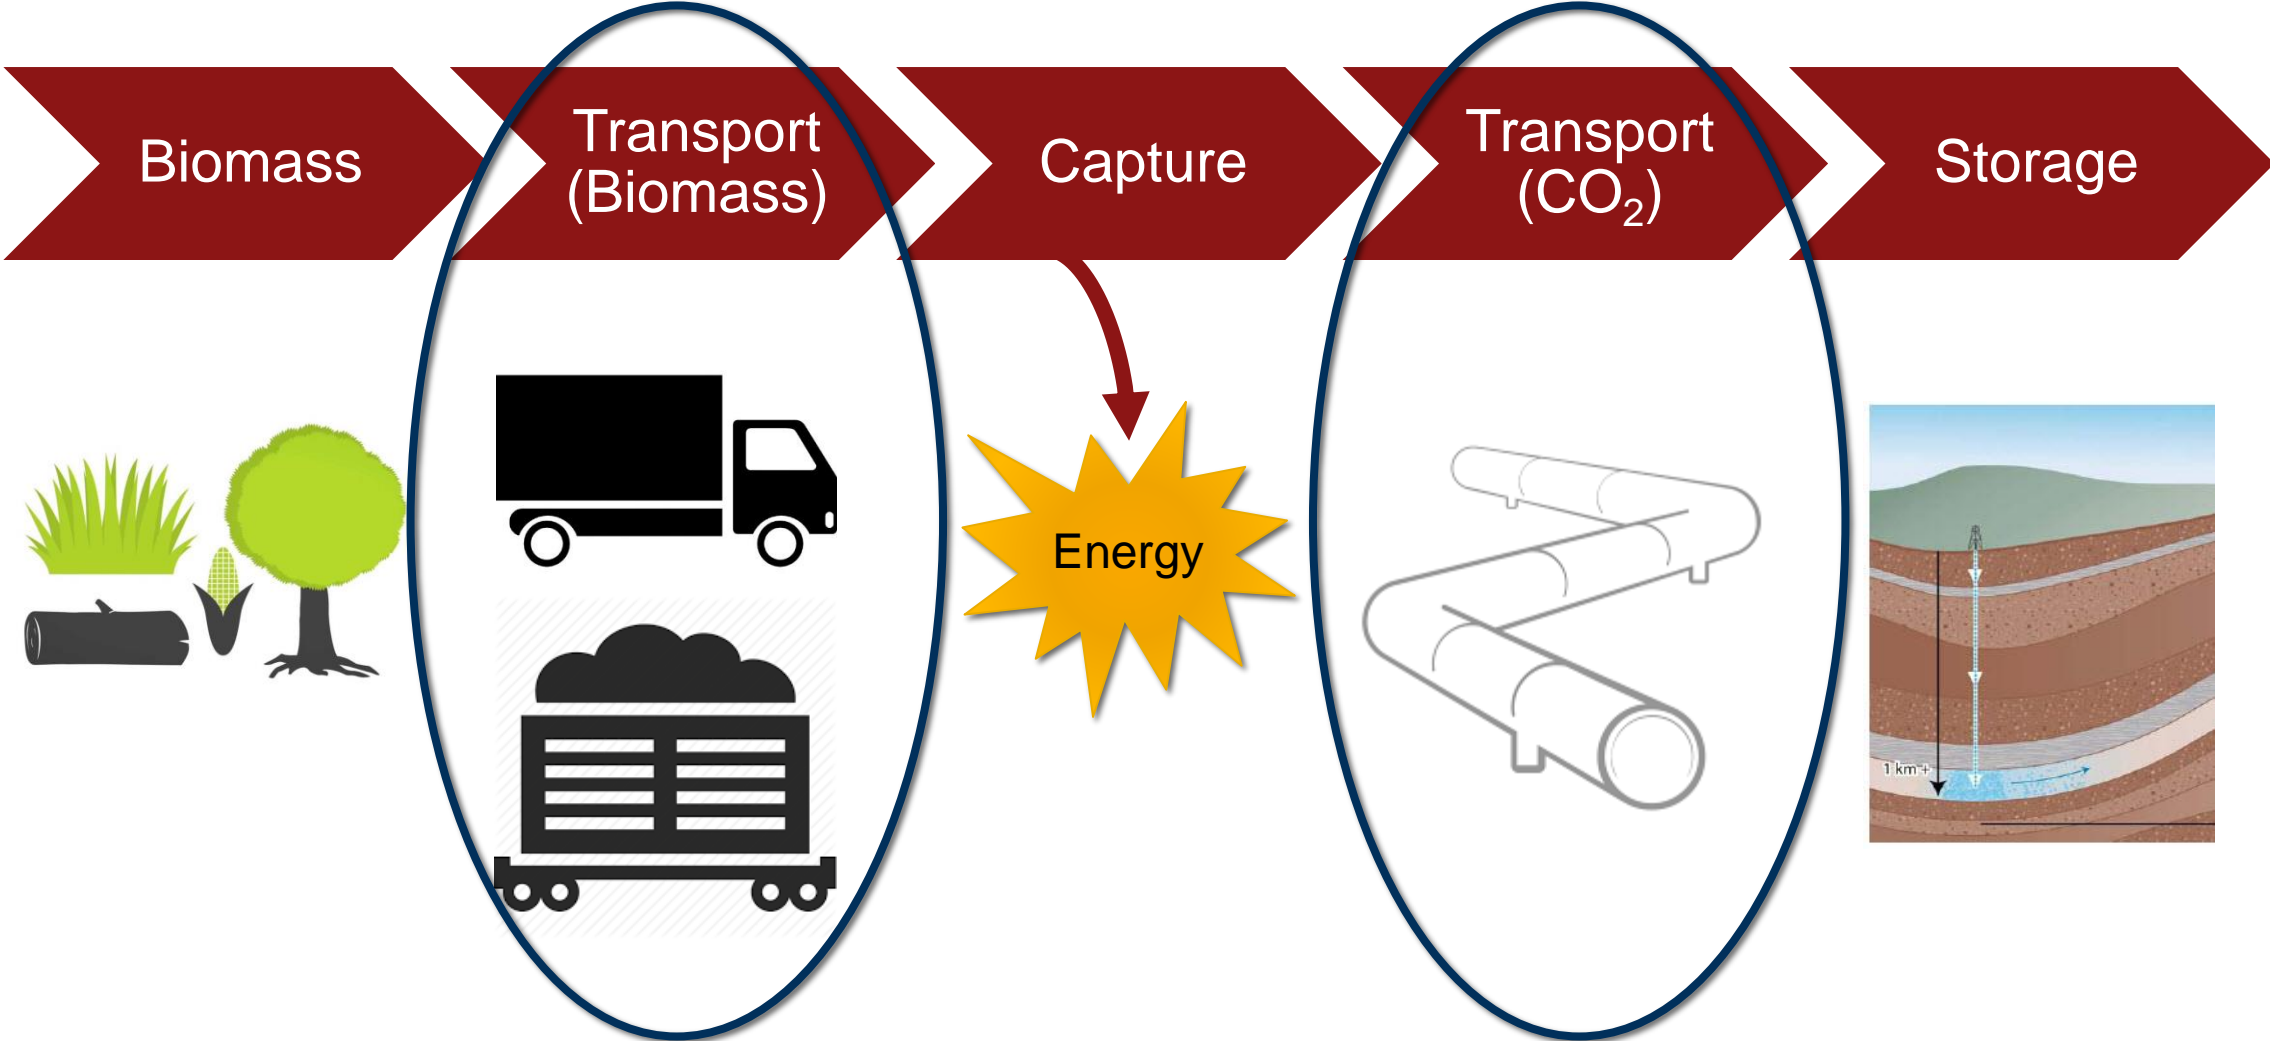 Biomass
Transport
(Biomass)
Capture
Transport
(CO₂)
Storage
Energy
1 km +